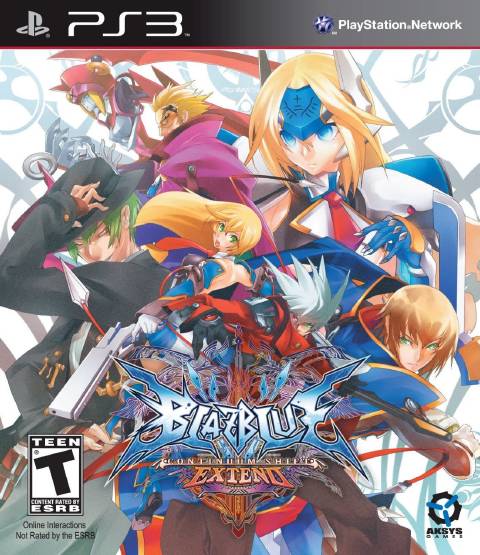 PS3
PlayStation®Network
BLAZBLUE
CONTINUUM SHIFT
EXTEND
TEEN
T
CONTENT RATED BY
ESRB
Online Interactions
Not Rated by the ESRB
AKSYS
GAMES